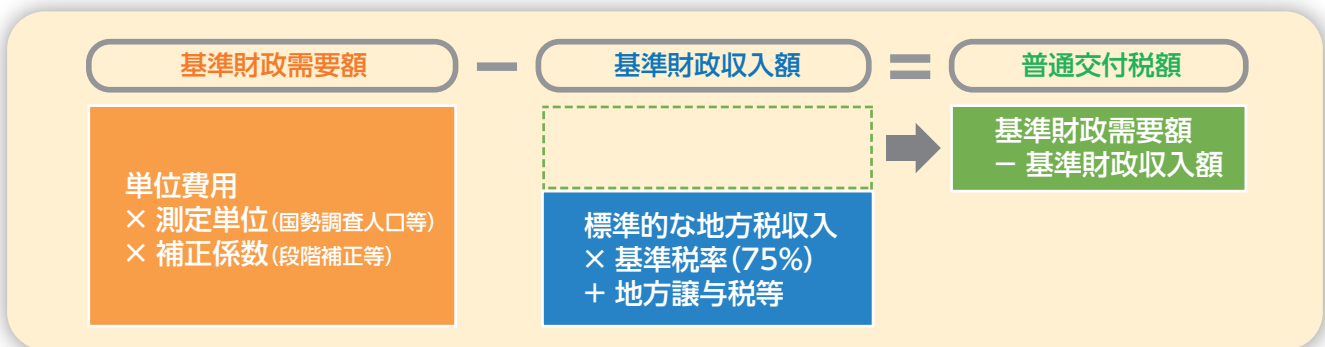 基準財政需要額 － 基準財政収入額 ＝ 普通交付税額
単位費用
× 測定単位(国勢調査人口等)
× 補正係数(段階補正等)
標準的な地方税収入
× 基準税率(75%)
＋ 地方譲与税等
基準財政需要額
－ 基準財政収入額